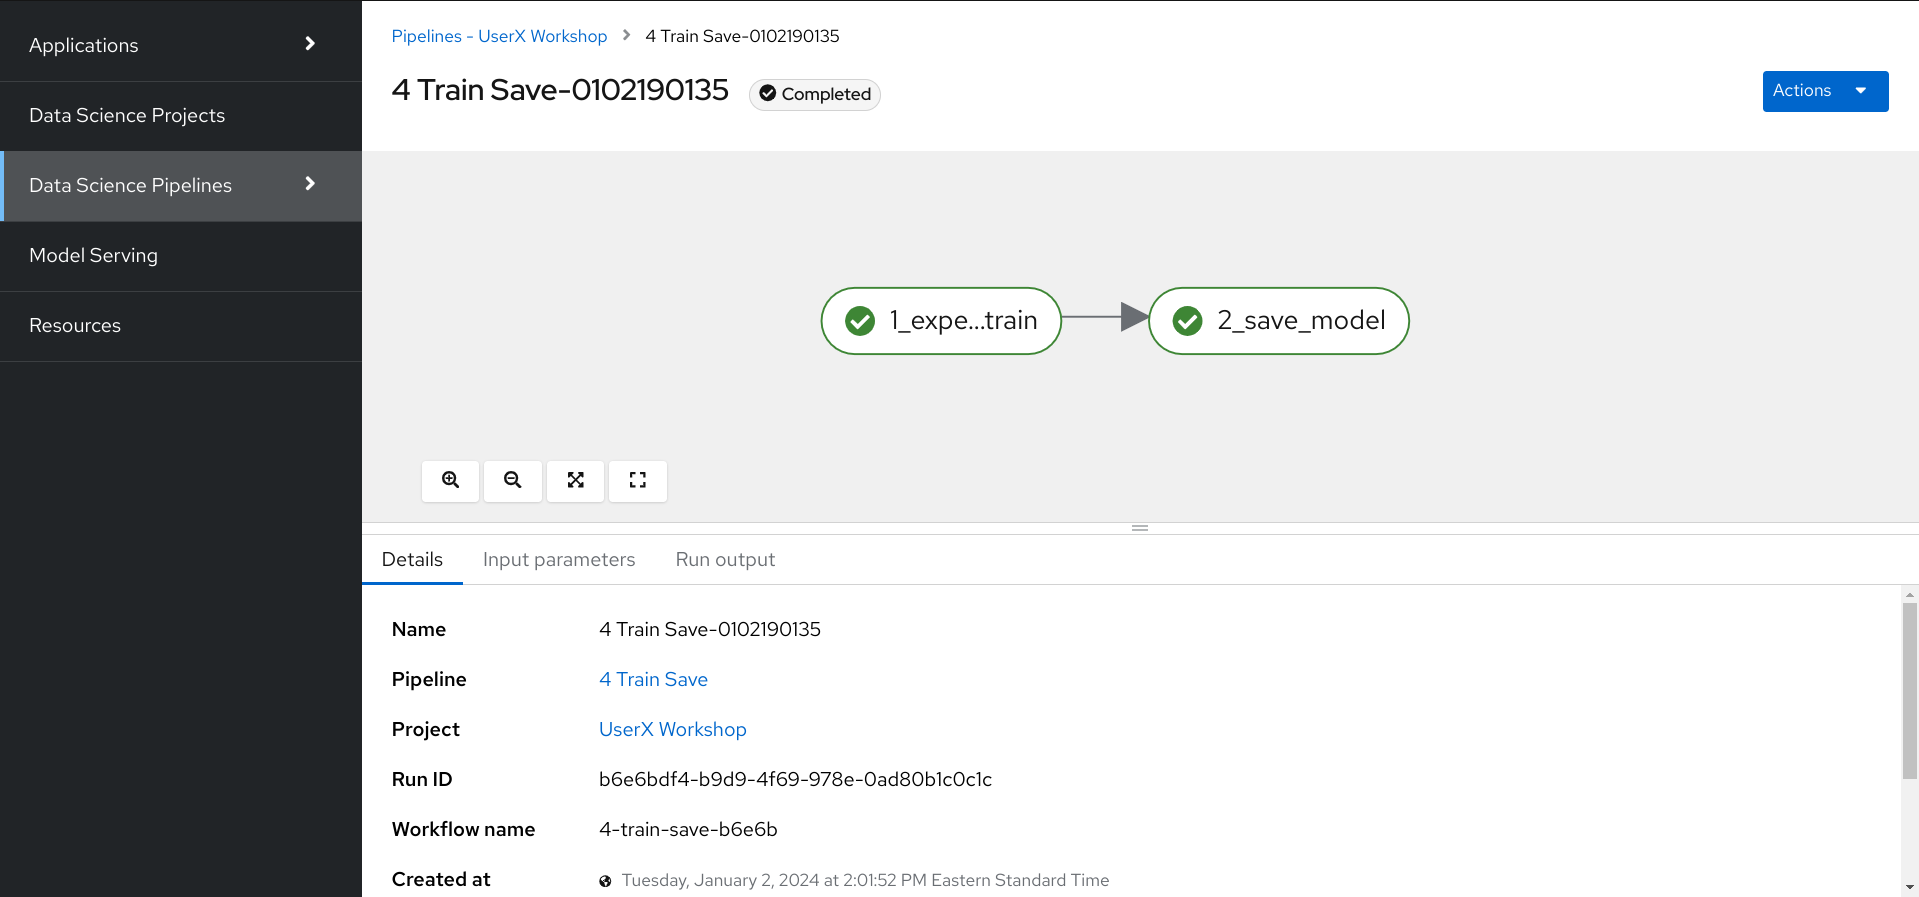 Applications
Data Science Projects
Data Science Pipelines
Model Serving
Resources
Pipelines - UserX Workshop 4 Train Save-0102190135
4 Train Save-0102190135 Completed
Actions
1_expe...train 2_save_model
Details Input parameters Run output
Name 4 Train Save-0102190135
Pipeline 4 Train Save
Project UserX Workshop
Run ID b6e6bdf4-b9d9-4f69-978e-0ad80b1c0c1c
Workflow name 4-train-save-b6e6b
Created at Tuesday, January 2, 2024 at 2:01:52 PM Eastern Standard Time